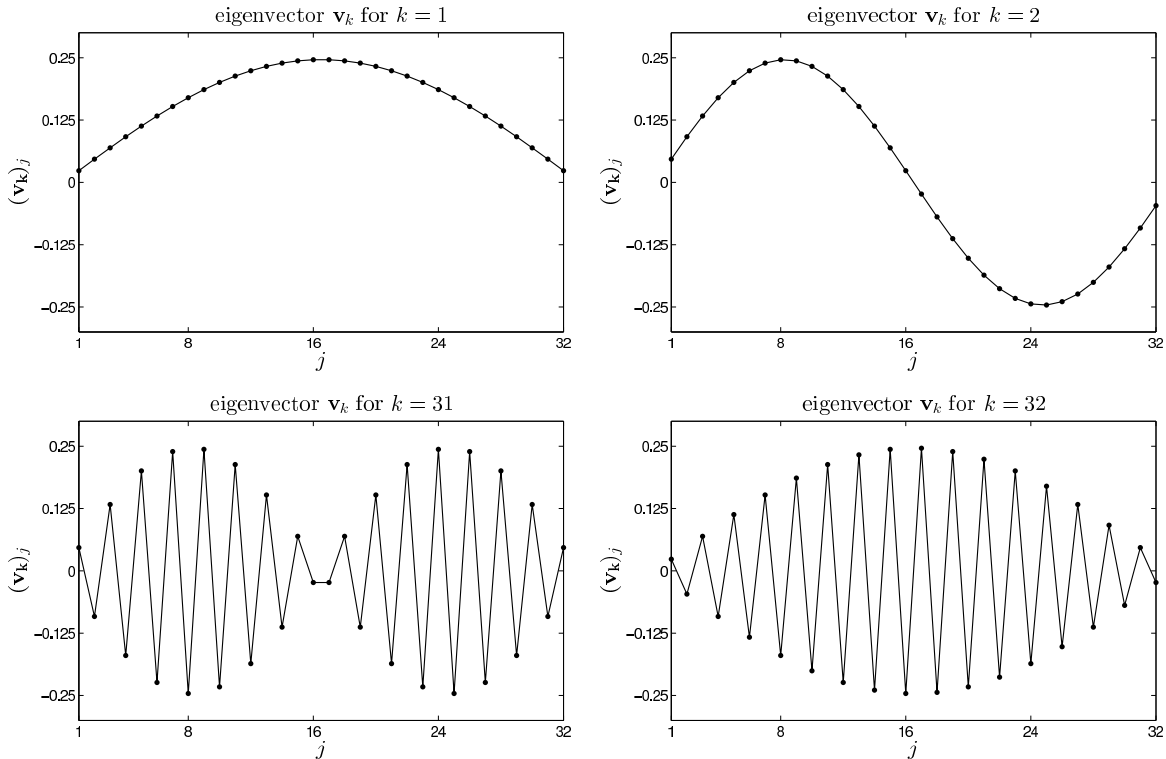 eigenvector v_k for k = 1
0.25
0.125
0
−0.125
−0.25
(v_k)_j
1 8 16 24 32
j
eigenvector v_k for k = 2
0.25
0.125
0
−0.125
−0.25
(v_k)_j
1 8 16 24 32
j
eigenvector v_k for k = 31
0.25
0.125
0
−0.125
−0.25
(v_k)_j
1 8 16 24 32
j
eigenvector v_k for k = 32
0.25
0.125
0
−0.125
−0.25
(v_k)_j
1 8 16 24 32
j